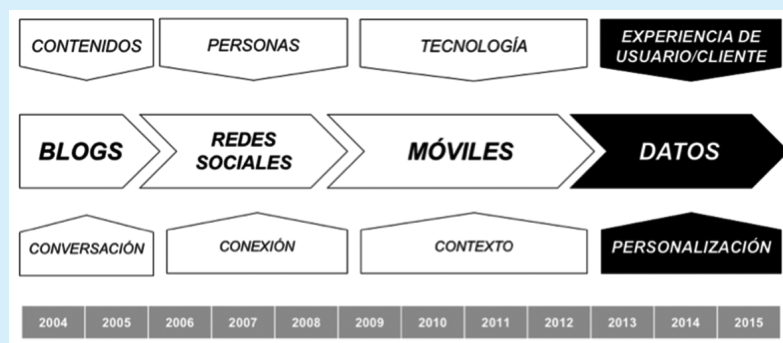 CONTENIDOS
PERSONAS
TECNOLOGÍA
EXPERIENCIA DE
USUARIO/CLIENTE
BLOGS
REDES
SOCIALES
MÓVILES
DATOS
CONVERSACIÓN
CONEXIÓN
CONTEXTO
PERSONALIZACIÓN
2004 2005 2006 2007 2008 2009 2010 2011 2012 2013 2014 2015